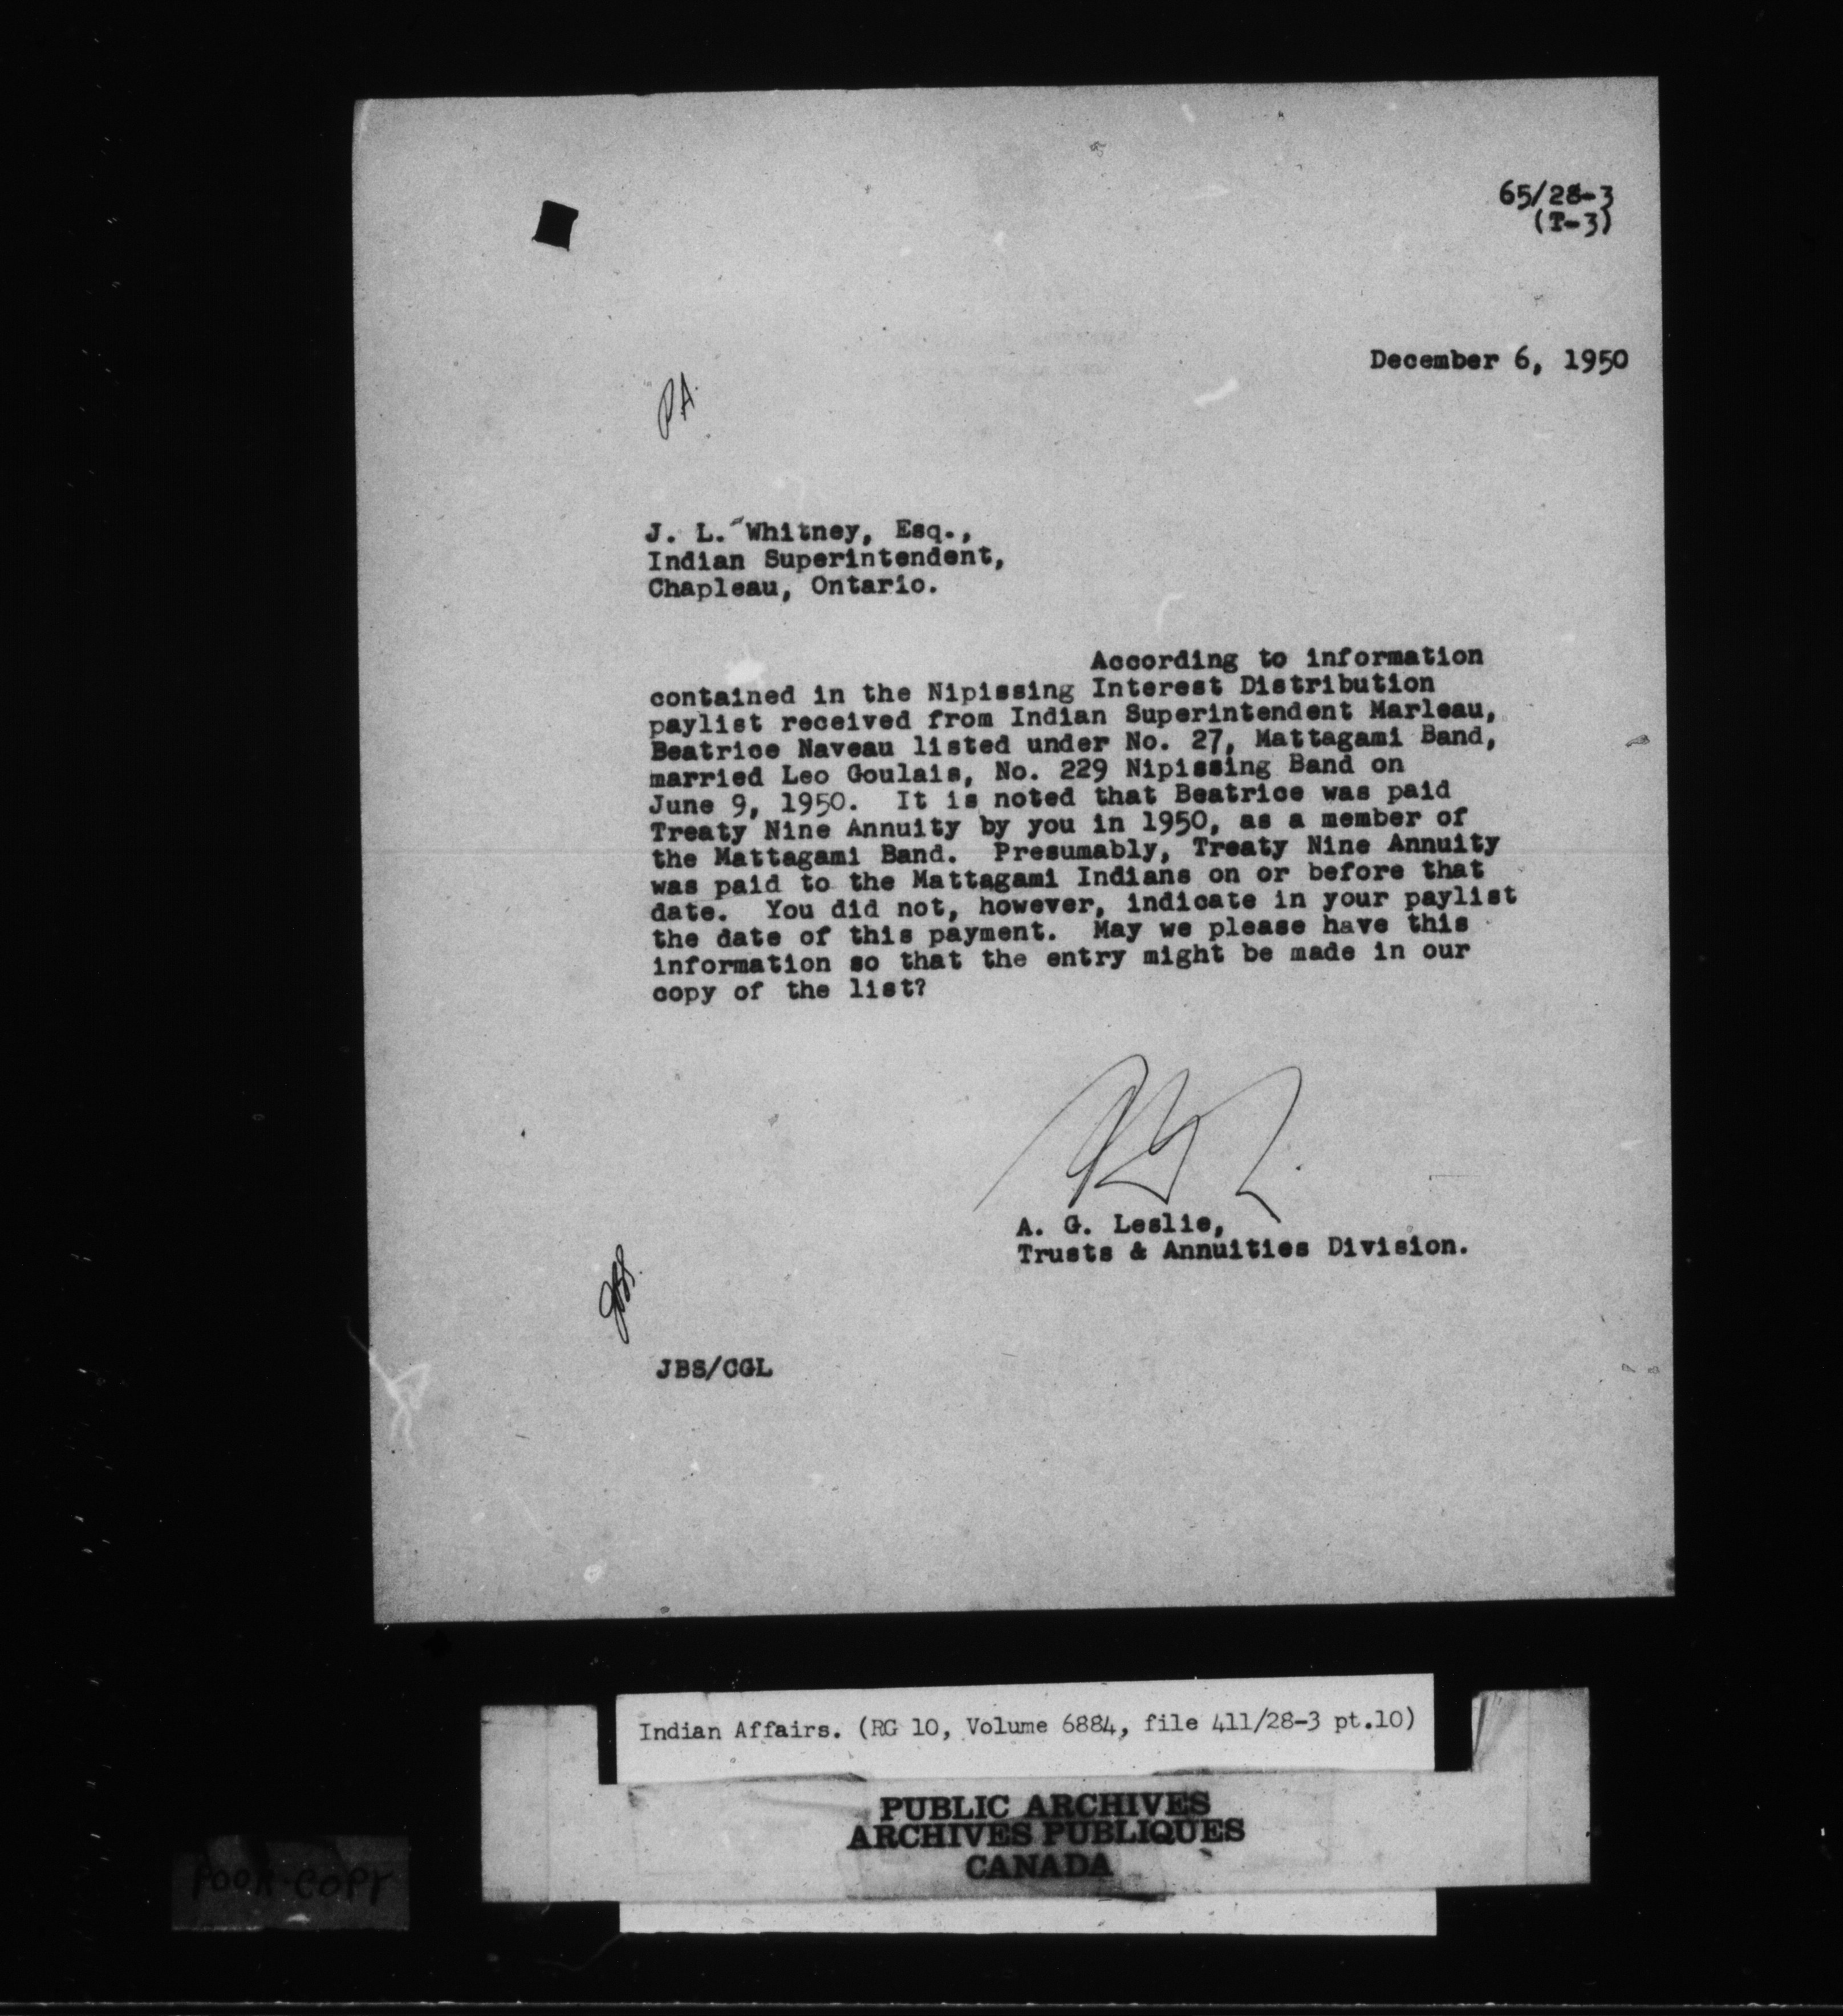 65/28-3
(T-3)
December 6, 1950
PA.
J. L. Whitney, Esq.,
Indian Superintendent,
Chapleau, Ontario.
According to information
contained in the Nipissing Interest Distribution
paylist received from Indian Superintendent Marleau,
Beatrice Naveau listed under No. 27, Mattagami Band,
married Leo Goulais, No. 229 Nipissing Band on
June 9, 1950. It is noted that Beatrice was paid
Treaty Nine Annuity by you in 1950, as a member of
the Mattagami Band. Presumably, Treaty Nine Annuity
was paid to the Mattagami Indians on or before that
date. You did not, however, indicate in your paylist
the date of this payment. May we please have this
information so that the entry might be made in our
copy of the list?
A. G. Leslie,
Trusts & Annuities Division.
JBS/CGL
Indian Affairs. (RG 10, Volume 6884, file 411/28-3 pt.10)
PUBLIC ARCHIVES
ARCHIVES PUBLIQUES
CANADA
POOR COPY